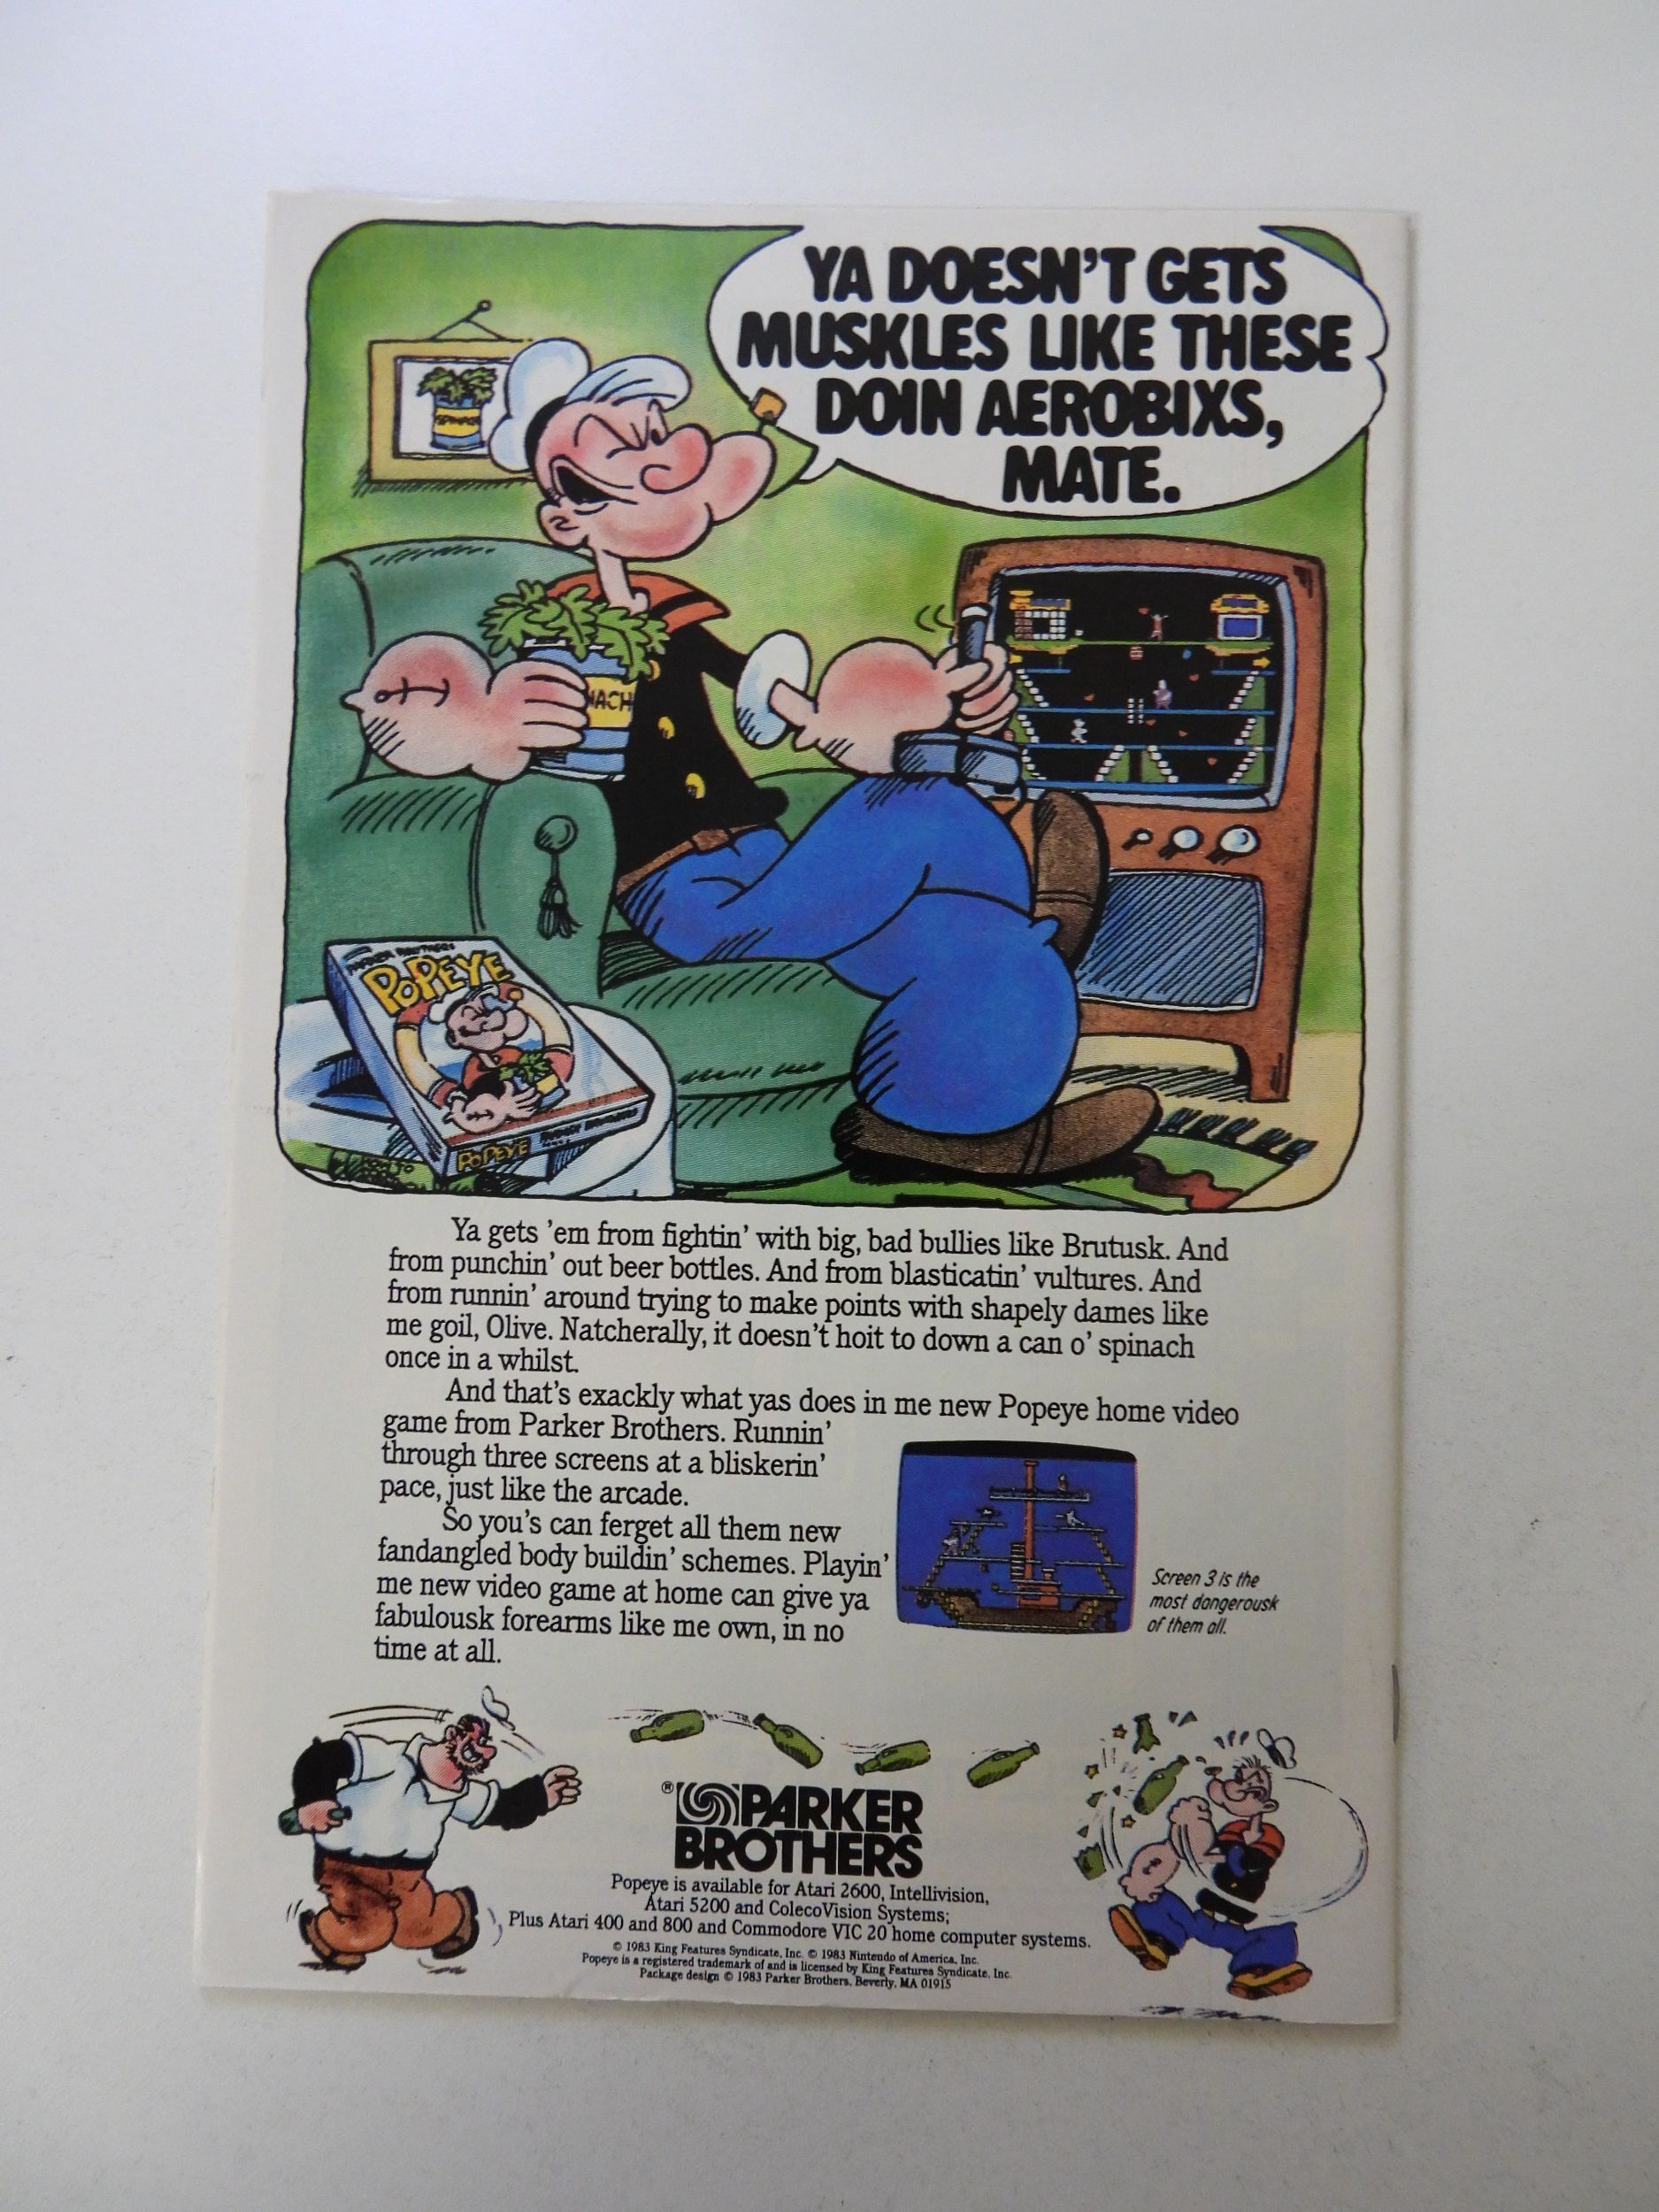 YA DOESN'T GETS
MUSKLES LIKE THESE
DOIN AEROBIXS,
MATE.
SPINACH
NACH
PARKER BROTHERS
POPEYE
POPEYE PARKER BROTHERS
Ya gets 'em from fightin' with big, bad bullies like Brutusk. And
from punchin' out beer bottles. And from blasticatin' vultures. And
from runnin' around trying to make points with shapely dames like
me goil, Olive. Natcherally, it doesn't hoit to down a can o' spinach
once in a whilst.
And that's exackly what yas does in me new Popeye home video
game from Parker Brothers. Runnin'
through three screens at a bliskerin'
pace, just like the arcade.
So you's can ferget all them new
fandangled body buildin' schemes. Playin'
me new video game at home can give ya
fabulousk forearms like me own, in no
time at all.
Screen 3 is the
most dangerousk
of them all.
® PARKER
BROTHERS
Popeye is available for Atari 2600, Intellivision,
Atari 5200 and ColecoVision Systems;
Plus Atari 400 and 800 and Commodore VIC 20 home computer systems.
© 1983 King Features Syndicate, Inc. © 1983 Nintendo of America, Inc.
Popeye is a registered trademark of and is licensed by King Features Syndicate, Inc.
Package design © 1983 Parker Brothers, Beverly, MA 01915